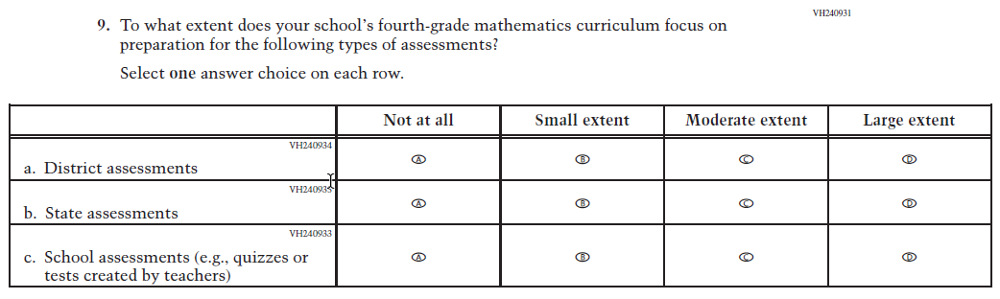 VH240931
9. To what extent does your school's fourth-grade mathematics curriculum focus on
preparation for the following types of assessments?
Select one answer choice on each row.
Not at all Small extent Moderate extent Large extent
VH240934
a. District assessments A B C D
VH240935
b. State assessments A B C D
VH240933
c. School assessments (e.g., quizzes or
tests created by teachers) A B C D